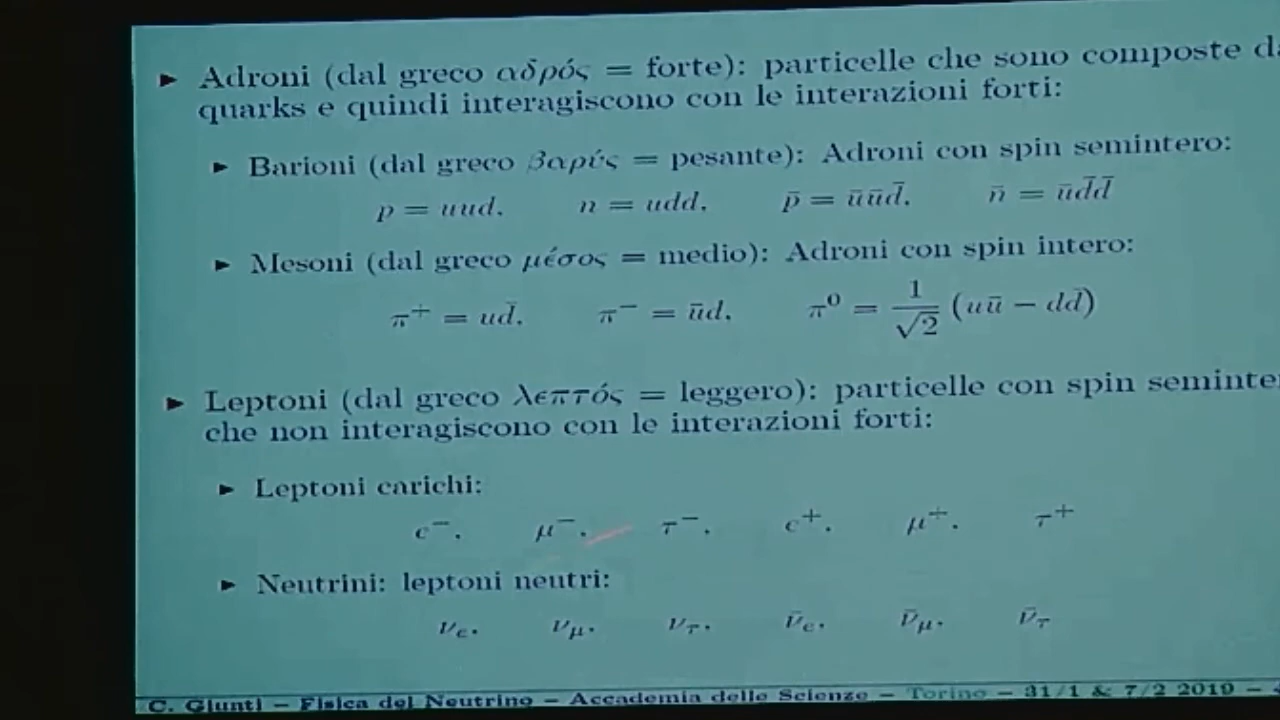 ► Adroni (dal greco αδρός = forte): particelle che sono composte da
quarks e quindi interagiscono con le interazioni forti:
► Barioni (dal greco βαρύς = pesante): Adroni con spin semintero:
p = uud, n = udd, p̄ = ūūd̄, n̄ = ūd̄d̄
► Mesoni (dal greco μέσος = medio): Adroni con spin intero:
π⁺ = ud̄, π⁻ = ūd, π⁰ = 1/√2 (uū − dd̄)
► Leptoni (dal greco λεπτός = leggero): particelle con spin seminte
che non interagiscono con le interazioni forti:
► Leptoni carichi:
e⁻, μ⁻, τ⁻, e⁺, μ⁺, τ⁺
► Neutrini: leptoni neutri:
νₑ, ν_μ, ν_τ, ν̄ₑ, ν̄_μ, ν̄_τ
C. Giunti − Fisica del Neutrino − Accademia delle Scienze − Torino − 31/1 & 7/2 2019 −